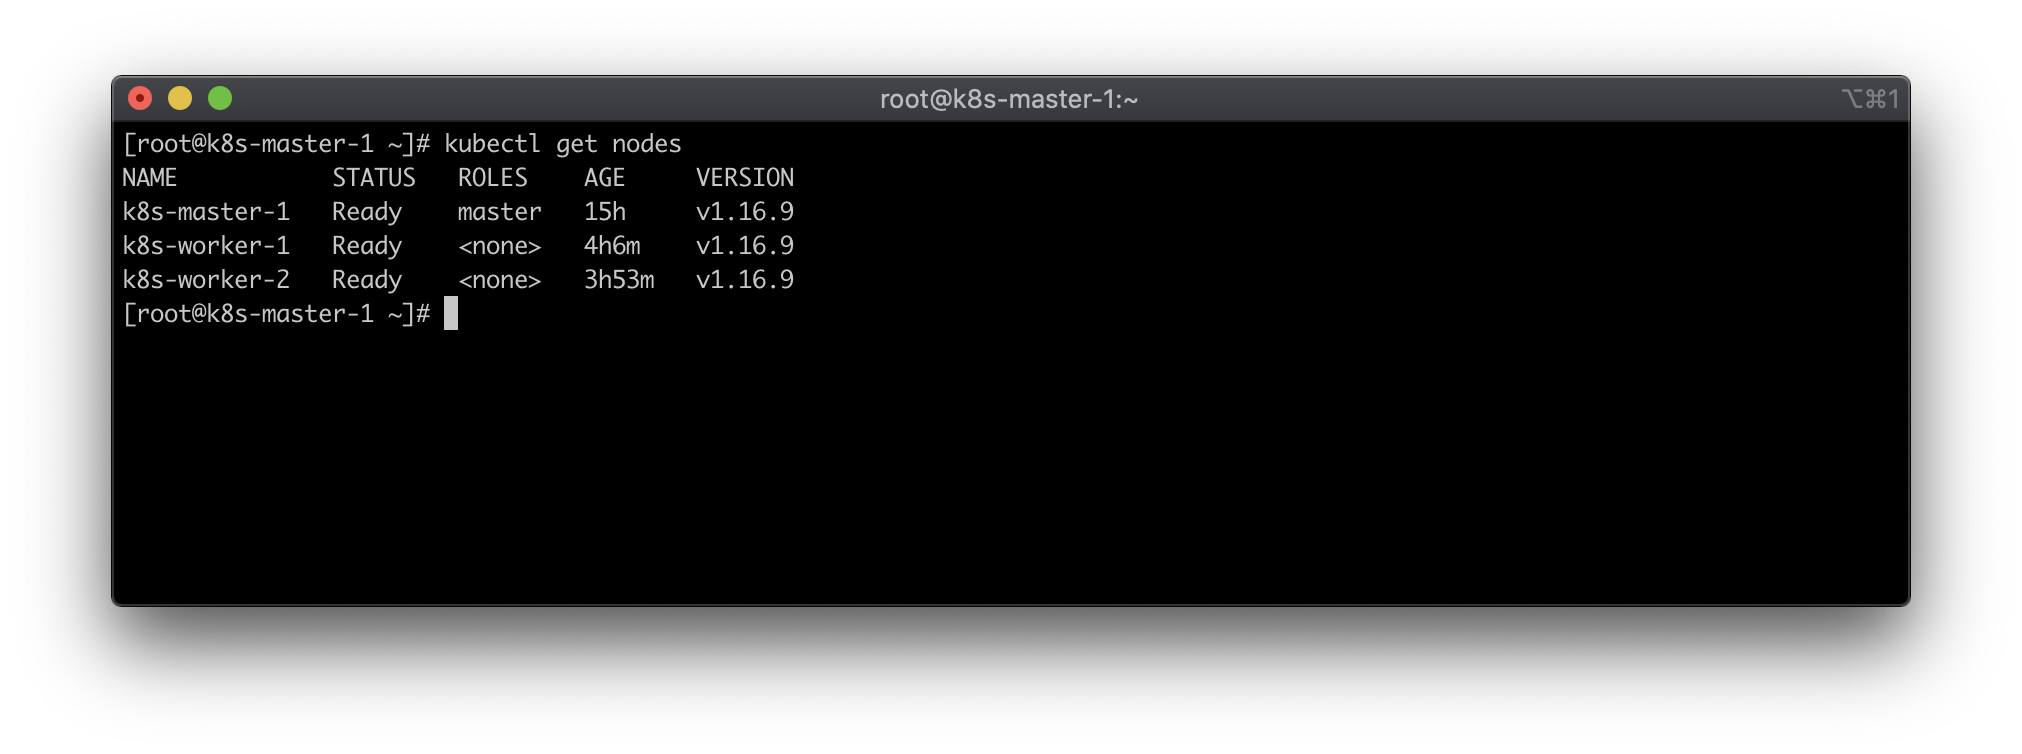 root@k8s-master-1:~
⌥⌘1
[root@k8s-master-1 ~]# kubectl get nodes
NAME           STATUS   ROLES    AGE     VERSION
k8s-master-1   Ready    master   15h     v1.16.9
k8s-worker-1   Ready    <none>   4h6m    v1.16.9
k8s-worker-2   Ready    <none>   3h53m   v1.16.9
[root@k8s-master-1 ~]#